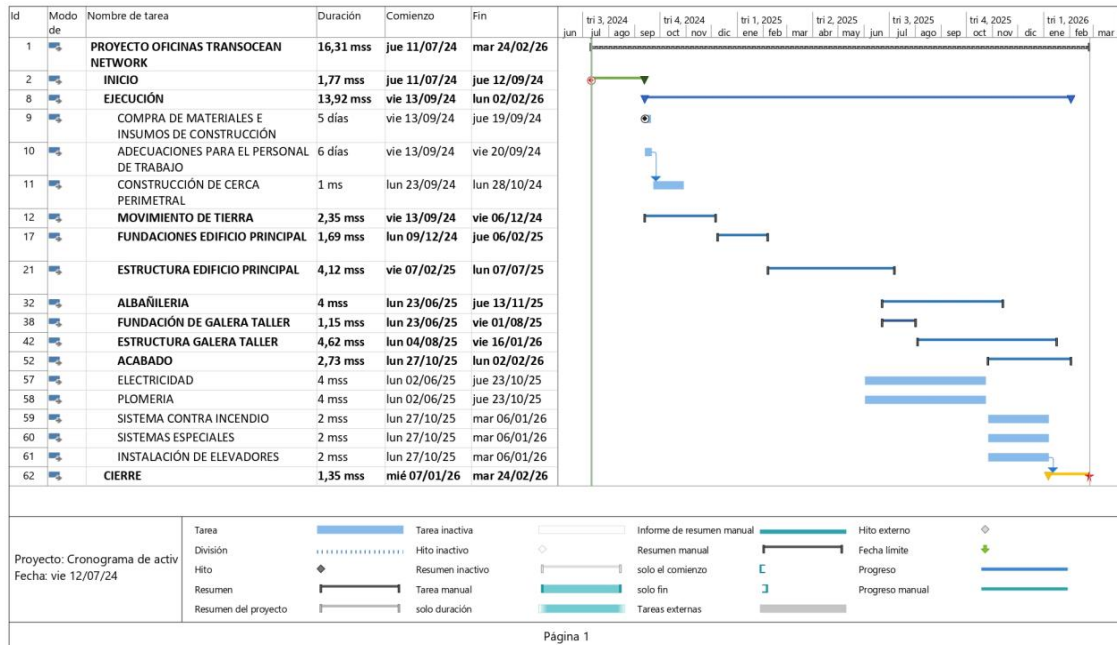 Id Modo de Nombre de tarea Duración Comienzo Fin
tri 3, 2024 tri 4, 2024 tri 1, 2025 tri 2, 2025 tri 3, 2025 tri 4, 2025 tri 1, 2026
jun jul ago sep oct nov dic ene feb mar abr may jun jul ago sep oct nov dic ene feb mar
1 PROYECTO OFICINAS TRANSOCEAN 16,31 mss jue 11/07/24 mar 24/02/26
NETWORK
2 INICIO 1,77 mss jue 11/07/24 jue 12/09/24
8 EJECUCIÓN 13,92 mss vie 13/09/24 lun 02/02/26
9 COMPRA DE MATERIALES E 5 días vie 13/09/24 jue 19/09/24
INSUMOS DE CONSTRUCCIÓN
10 ADECUACIONES PARA EL PERSONAL 6 días vie 13/09/24 vie 20/09/24
DE TRABAJO
11 CONSTRUCCIÓN DE CERCA 1 ms lun 23/09/24 lun 28/10/24
PERIMETRAL
12 MOVIMIENTO DE TIERRA 2,35 mss vie 13/09/24 vie 06/12/24
17 FUNDACIONES EDIFICIO PRINCIPAL 1,69 mss lun 09/12/24 jue 06/02/25
21 ESTRUCTURA EDIFICIO PRINCIPAL 4,12 mss vie 07/02/25 lun 07/07/25
32 ALBAÑILERIA 4 mss lun 23/06/25 jue 13/11/25
38 FUNDACIÓN DE GALERA TALLER 1,15 mss lun 23/06/25 vie 01/08/25
42 ESTRUCTURA GALERA TALLER 4,62 mss lun 04/08/25 vie 16/01/26
52 ACABADO 2,73 mss lun 27/10/25 lun 02/02/26
57 ELECTRICIDAD 4 mss lun 02/06/25 jue 23/10/25
58 PLOMERIA 4 mss lun 02/06/25 jue 23/10/25
59 SISTEMA CONTRA INCENDIO 2 mss lun 27/10/25 mar 06/01/26
60 SISTEMAS ESPECIALES 2 mss lun 27/10/25 mar 06/01/26
61 INSTALACIÓN DE ELEVADORES 2 mss lun 27/10/25 mar 06/01/26
62 CIERRE 1,35 mss mié 07/01/26 mar 24/02/26
Proyecto: Cronograma de activ
Fecha: vie 12/07/24
Tarea Tarea inactiva Informe de resumen manual Hito externo
División Hito inactivo Resumen manual Fecha límite
Hito Resumen inactivo solo el comienzo Progreso
Resumen Tarea manual solo fin Progreso manual
Resumen del proyecto solo duración Tareas externas
Página 1